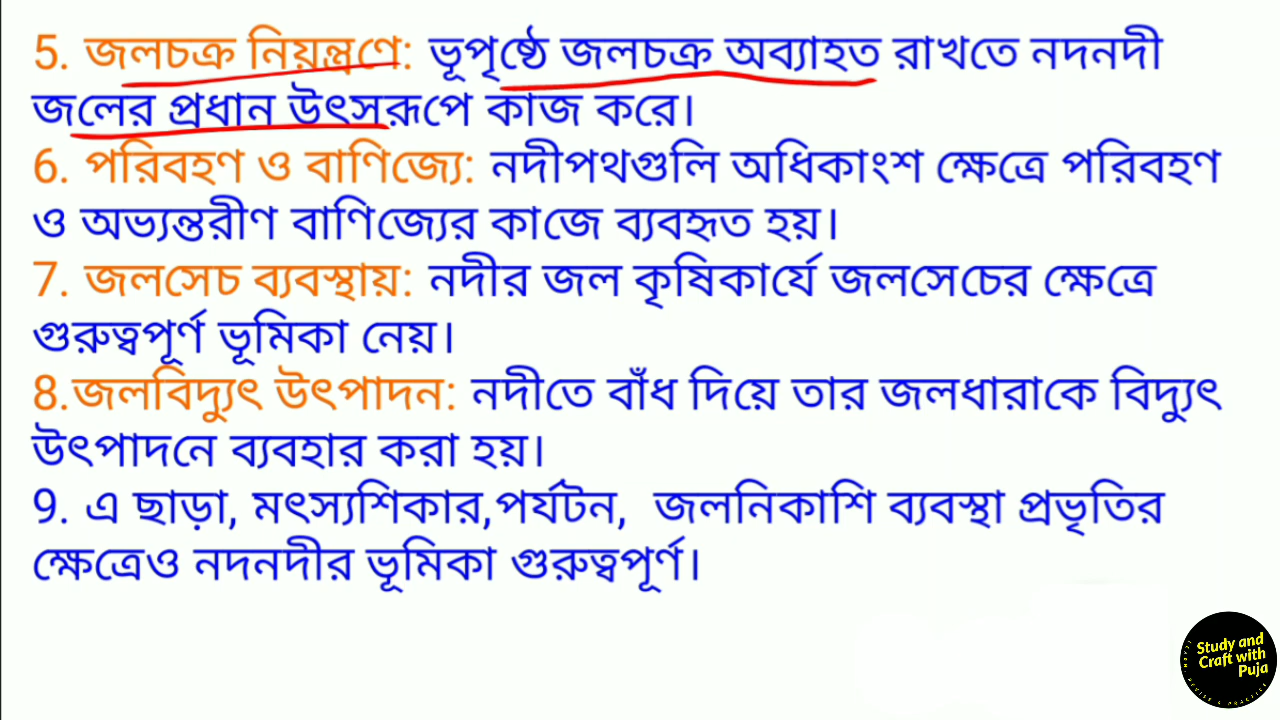 5. জলচক্র নিয়ন্ত্রণে: ভূপৃষ্ঠে জলচক্র অব্যাহত রাখতে নদনদী
জলের প্রধান উৎসরূপে কাজ করে।
6. পরিবহণ ও বাণিজ্যে: নদীপথগুলি অধিকাংশ ক্ষেত্রে পরিবহণ
ও অভ্যন্তরীণ বাণিজ্যের কাজে ব্যবহৃত হয়।
7. জলসেচ ব্যবস্থায়: নদীর জল কৃষিকার্যে জলসেচের ক্ষেত্রে
গুরুত্বপূর্ণ ভূমিকা নেয়।
8.জলবিদ্যুৎ উৎপাদন: নদীতে বাঁধ দিয়ে তার জলধারাকে বিদ্যুৎ
উৎপাদনে ব্যবহার করা হয়।
9. এ ছাড়া, মৎস্যশিকার,পর্যটন, জলনিকাশি ব্যবস্থা প্রভৃতির
ক্ষেত্রেও নদনদীর ভূমিকা গুরুত্বপূর্ণ।
Study and
Craft with
Puja